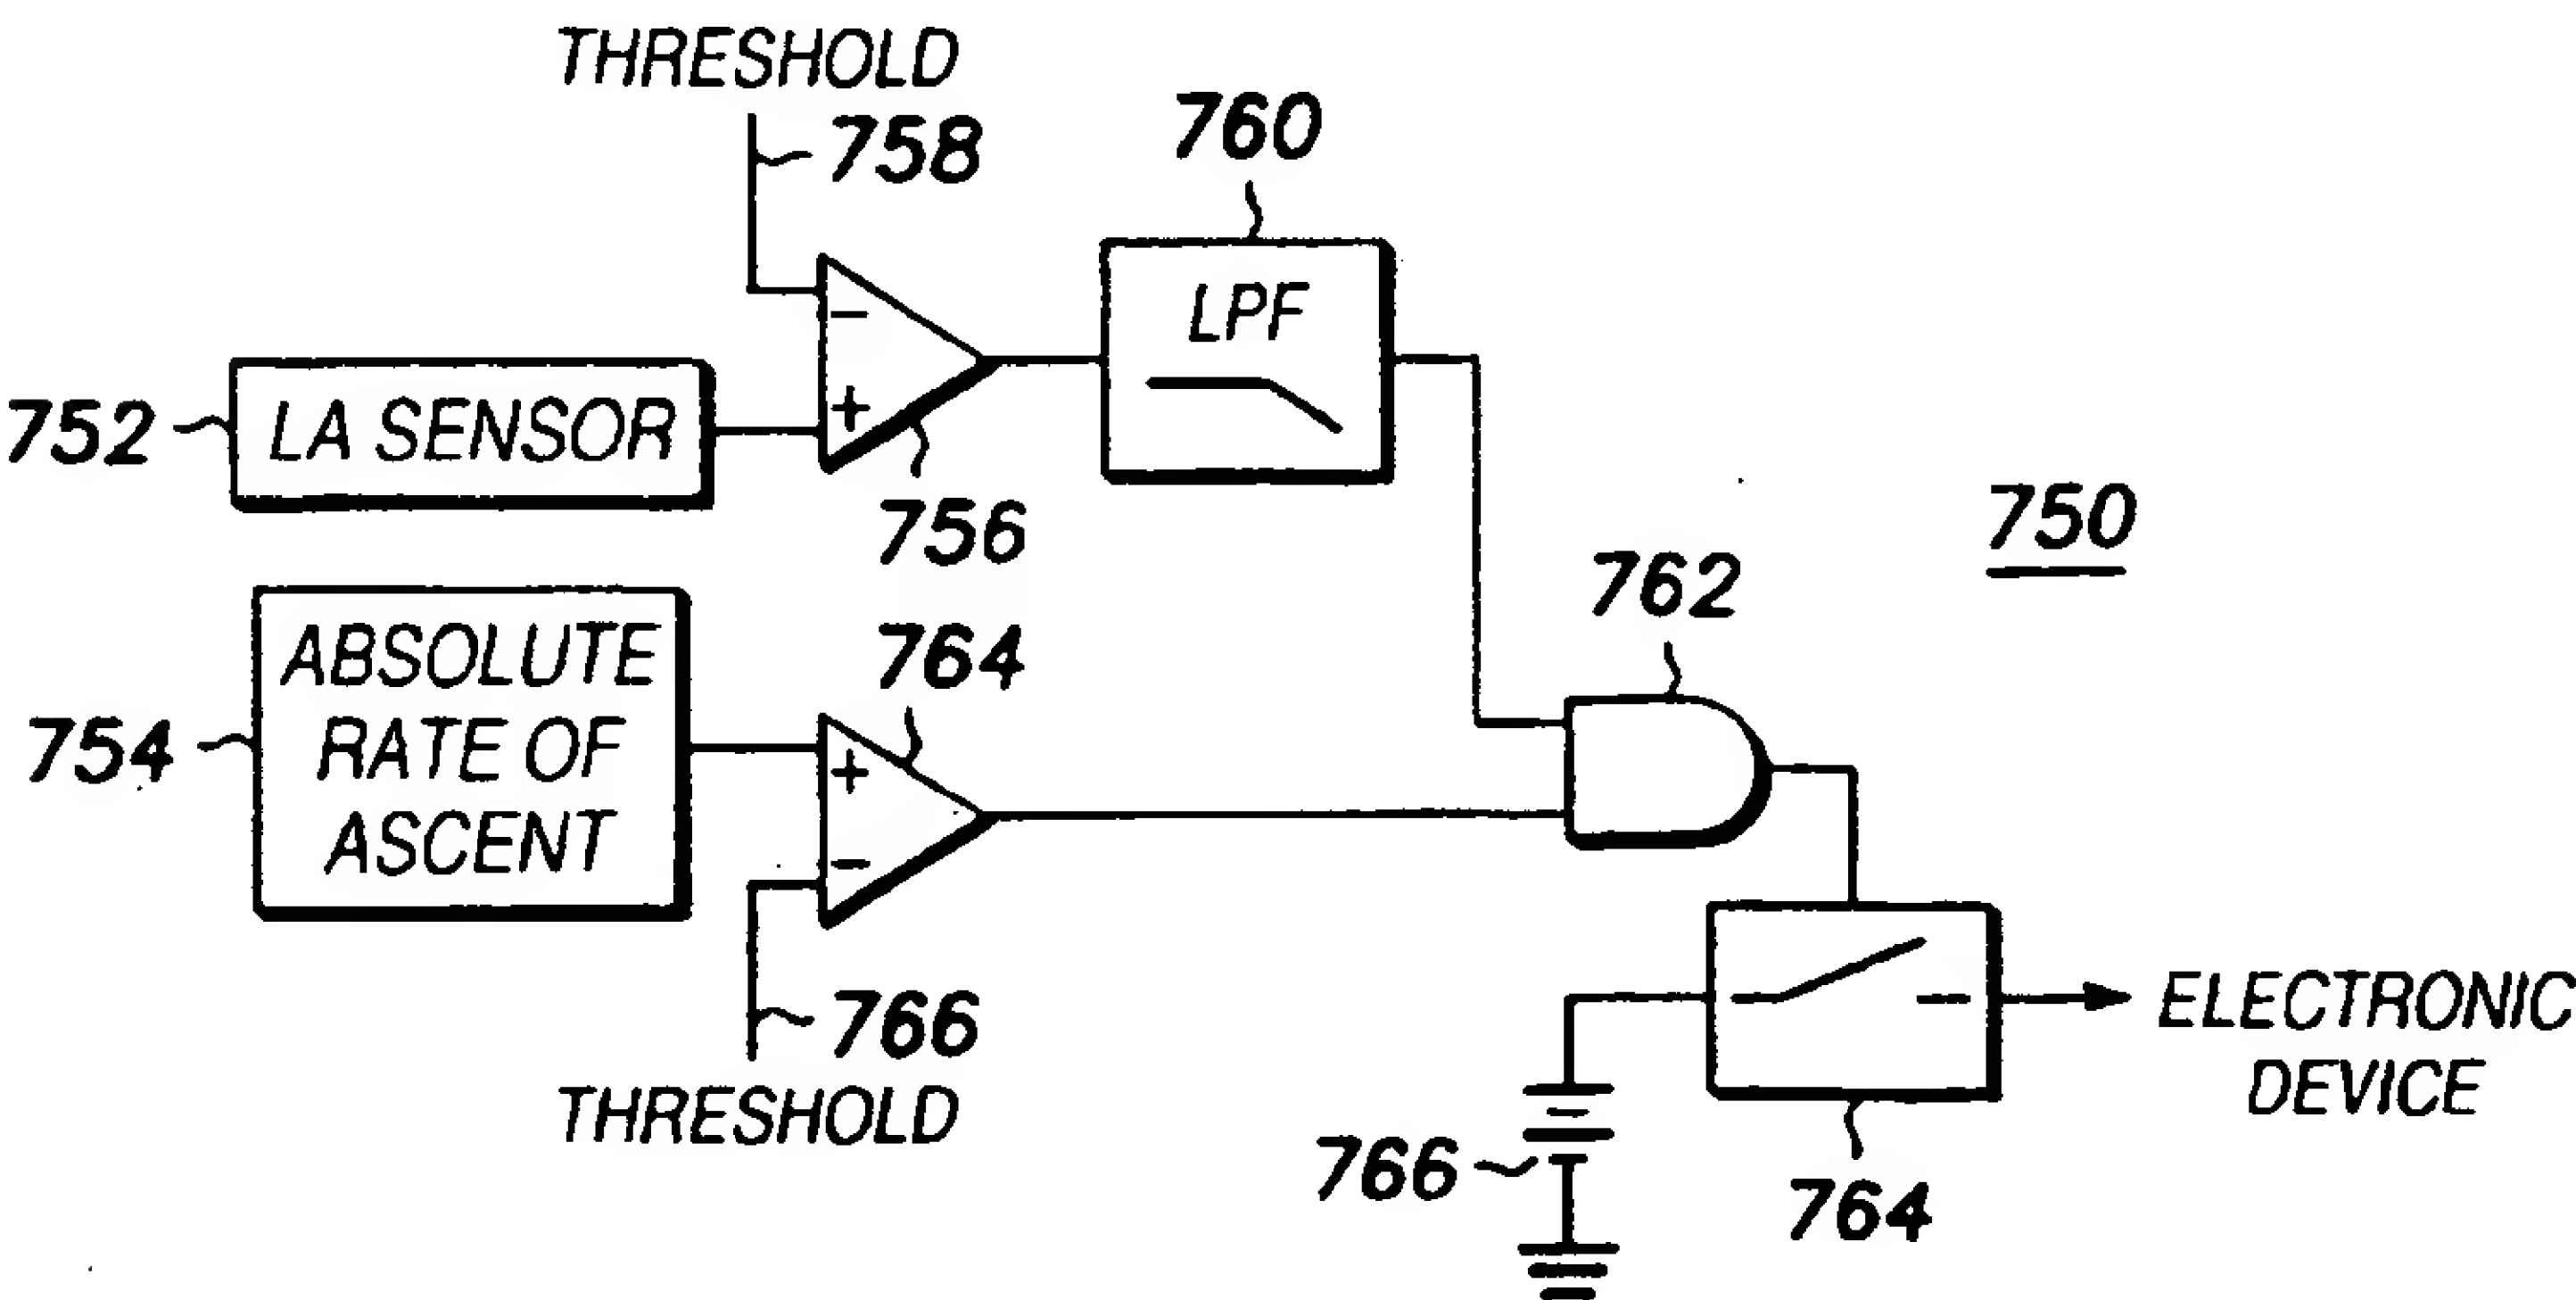 THRESHOLD
758
760
LPF
752
LA SENSOR
756
750
762
764
754
ABSOLUTE
RATE OF
ASCENT
766
THRESHOLD
ELECTRONIC
DEVICE
766
764